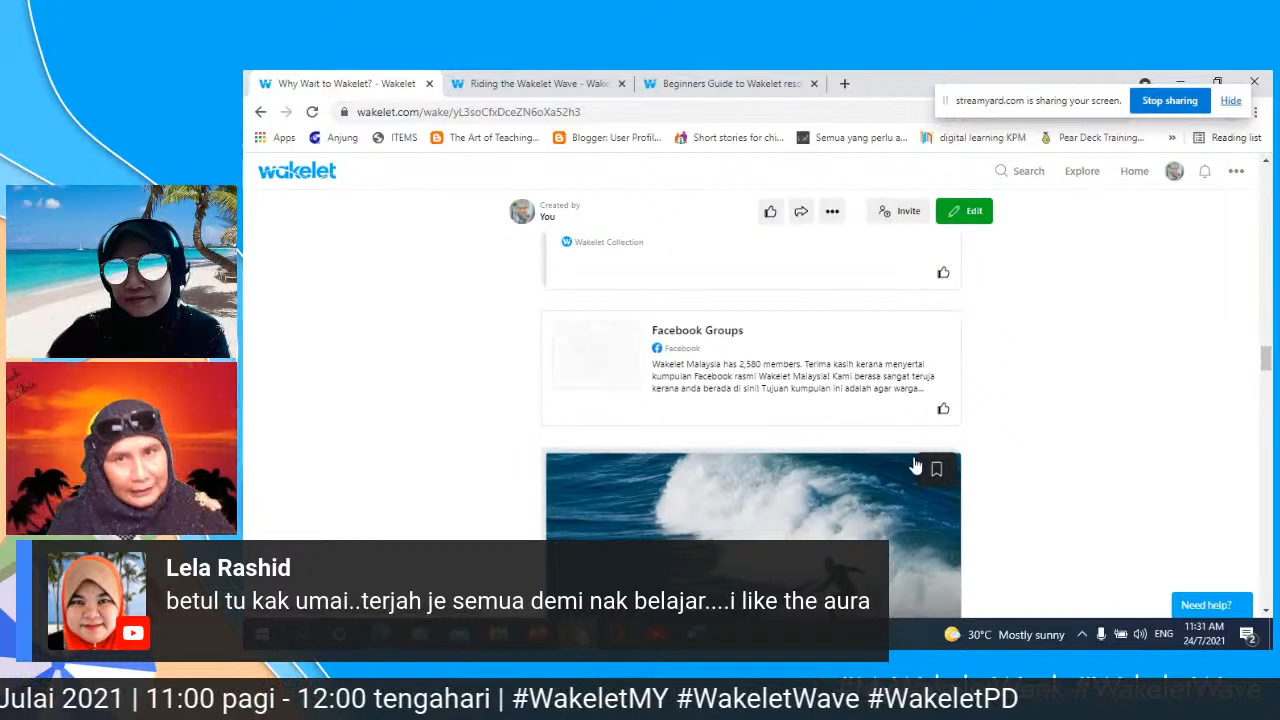 Why Wait to Wakelet? - Wakelet
Riding the Wakelet Wave - Wake
Beginners Guide to Wakelet reso
streamyard.com is sharing your screen.
Stop sharing
Hide
wakelet.com/wake/yL3soCfxDceZN6oXa52h3
Apps
Anjung
ITEMS
The Art of Teaching...
Blogger: User Profil...
Short stories for chi...
Semua yang perlu a...
digital learning KPM
Pear Deck Training...
»
Reading list
wakelet
Search
Explore
Home
Created by
You
Invite
Edit
Wakelet Collection
Facebook Groups
Facebook
Wakelet Malaysia has 2,580 members. Terima kasih kerana menyertai
kumpulan Facebook rasmi Wakelet Malaysia! Kami berasa sangat teruja
kerana anda berada di sini! Tujuan kumpulan ini adalah agar warga...
Lela Rashid
betul tu kak umai..terjah je semua demi nak belajar....i like the aura
Need help?
30°C Mostly sunny
ENG
11:31 AM
24/7/2021
2
Julai 2021 | 11:00 pagi - 12:00 tengahari | #WakeletMY #WakeletWave #WakeletPD